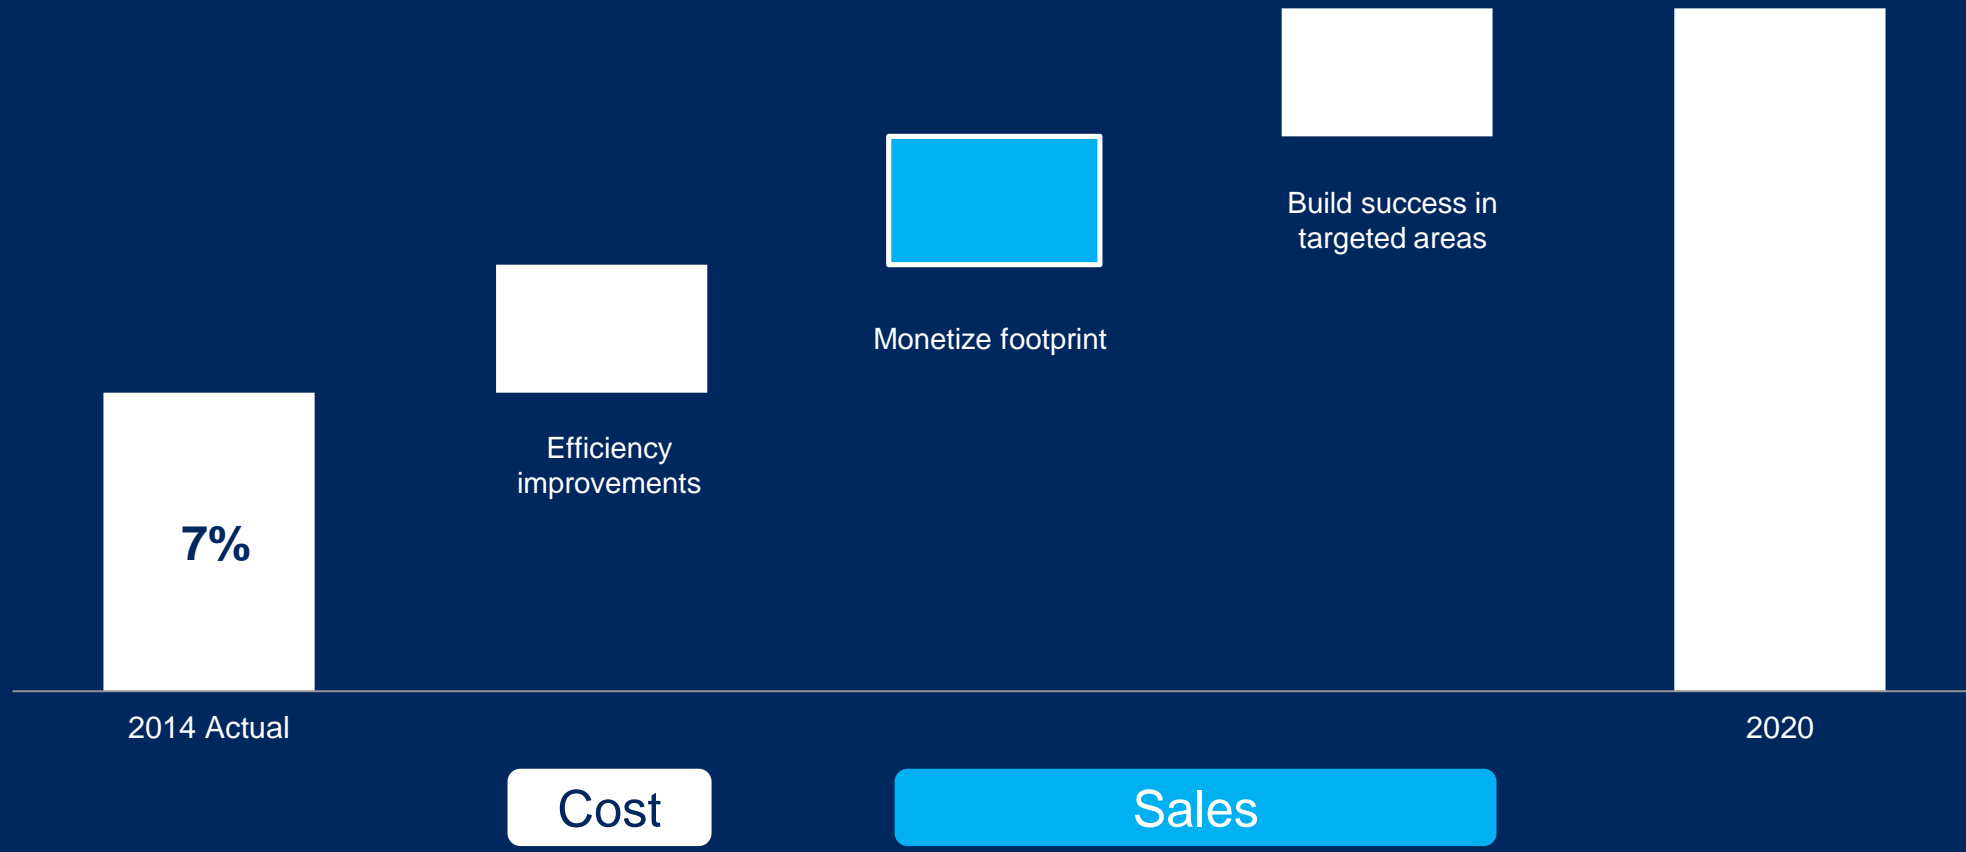 Build success in
targeted areas
Monetize footprint
Efficiency
improvements
7%
2014 Actual
2020
Cost
Sales